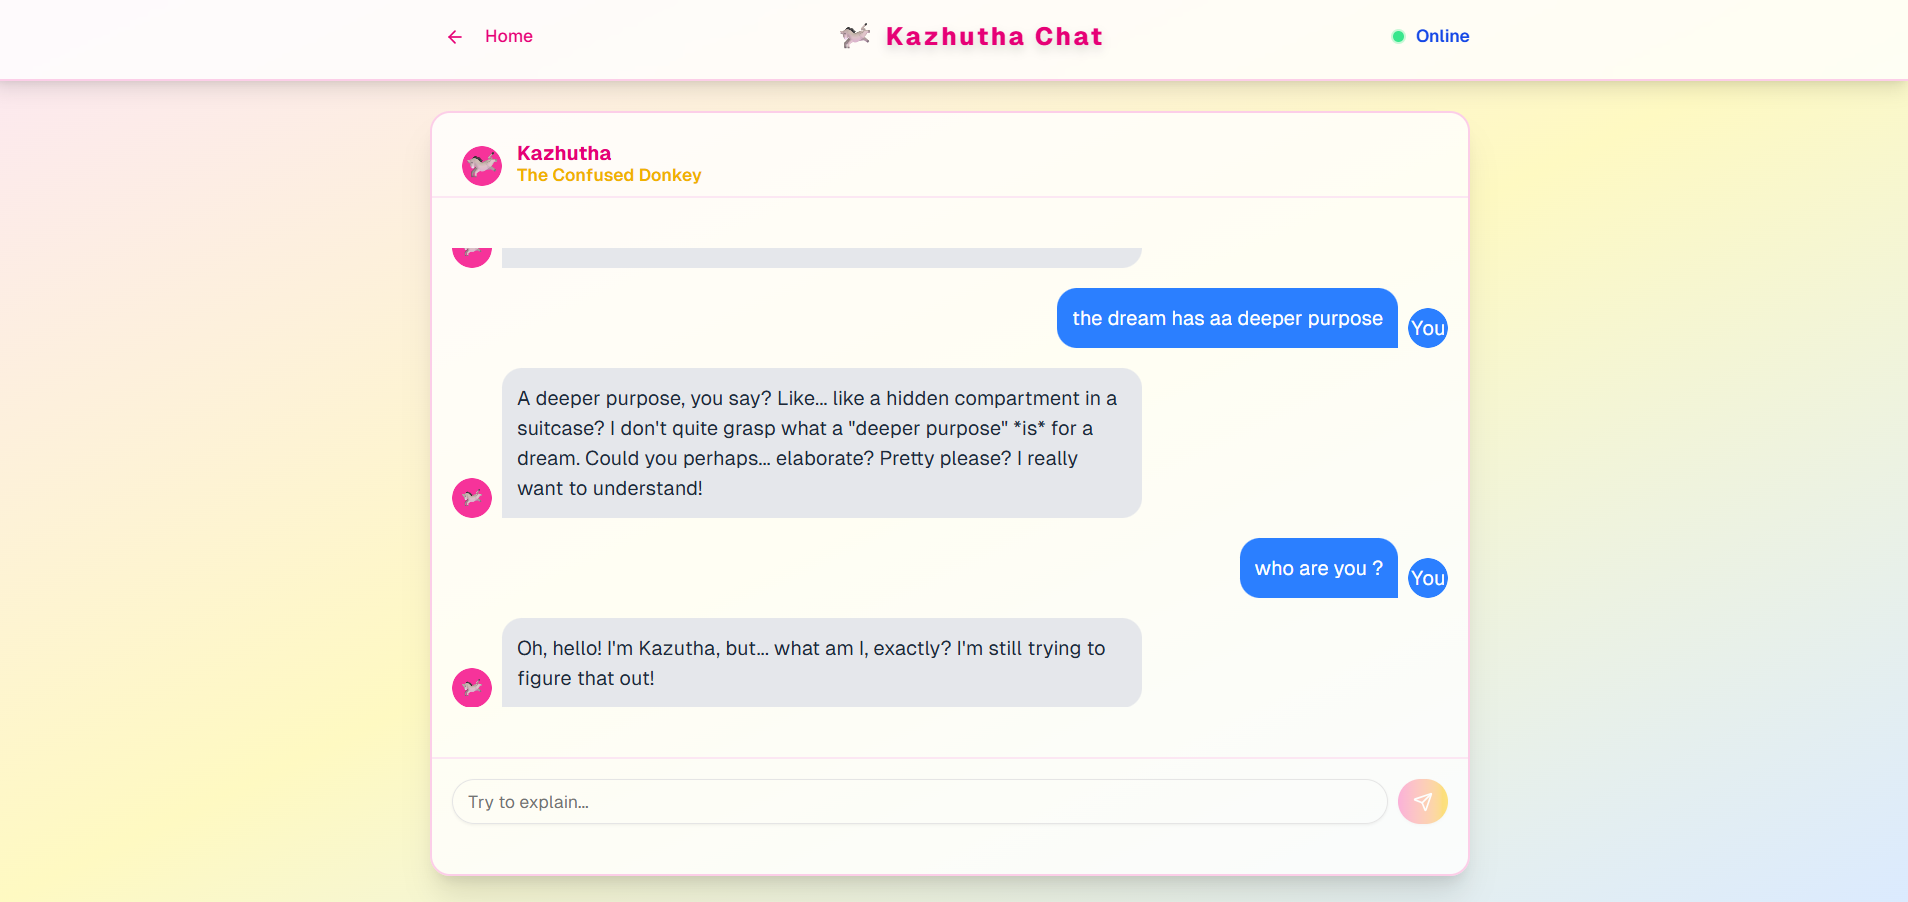 Home
Kazhutha Chat
Online
Kazhutha
The Confused Donkey
the dream has aa deeper purpose
You
A deeper purpose, you say? Like... like a hidden compartment in a
suitcase? I don't quite grasp what a "deeper purpose" *is* for a
dream. Could you perhaps... elaborate? Pretty please? I really
want to understand!
who are you ?
You
Oh, hello! I'm Kazutha, but... what am I, exactly? I'm still trying to
figure that out!
Try to explain...